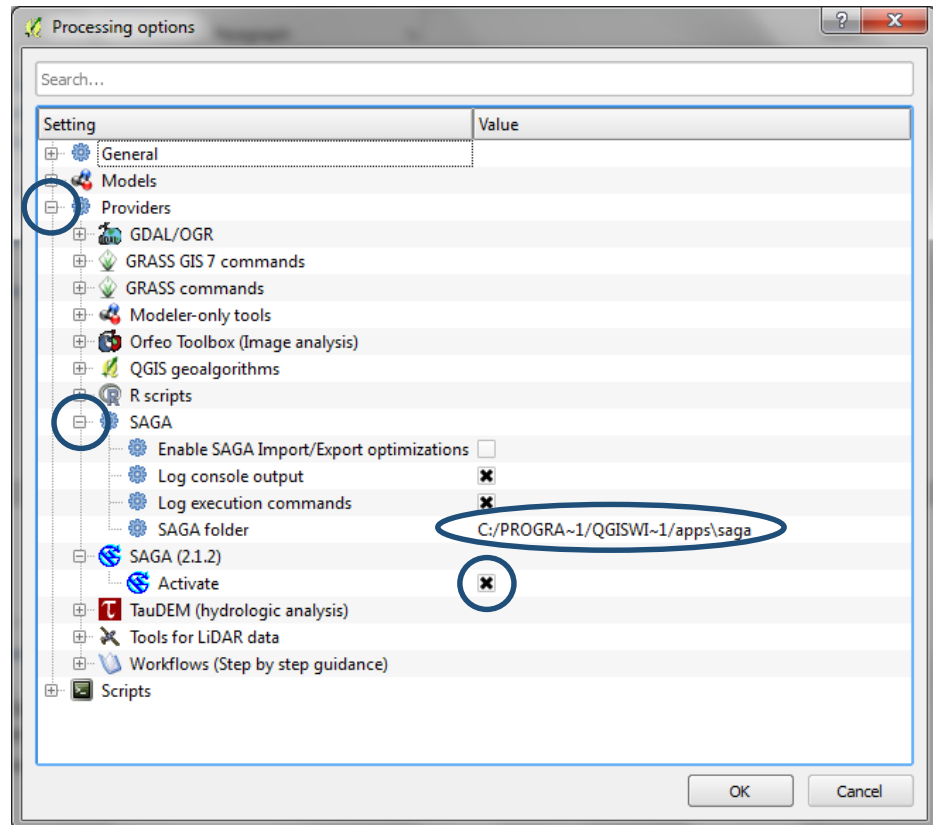 Processing options
Search...
Setting Value
General
Models
Providers
GDAL/OGR
GRASS GIS 7 commands
GRASS commands
Modeler-only tools
Orfeo Toolbox (Image analysis)
QGIS geoalgorithms
R scripts
SAGA
Enable SAGA Import/Export optimizations
Log console output
Log execution commands
SAGA folder C:/PROGRA~1/QGISWI~1/apps\saga
SAGA (2.1.2)
Activate
TauDEM (hydrologic analysis)
Tools for LiDAR data
Workflows (Step by step guidance)
Scripts
OK Cancel